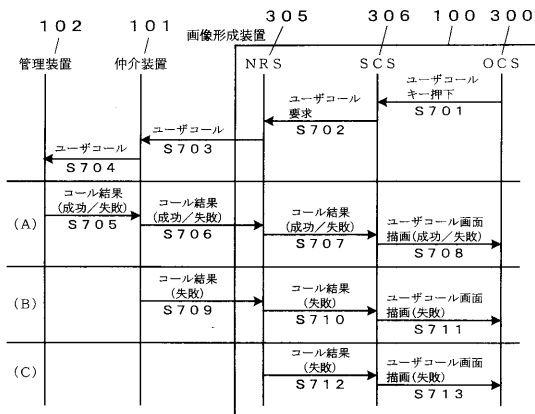 102 101 305 306 100 300
画像形成装置
管理装置 仲介装置 NRS SCS OCS
ユーザコール
キー押下
S701
ユーザコール
要求
S702
ユーザコール
S703
ユーザコール
S704
(A)
コール結果
(成功/失敗)
S705
コール結果
(成功/失敗)
S706
コール結果
(成功/失敗)
S707
ユーザコール画面
描画(成功/失敗)
S708
(B)
コール結果
(失敗)
S709
コール結果
(失敗)
S710
ユーザコール画面
描画(失敗)
S711
(C)
コール結果
(失敗)
S712
ユーザコール画面
描画(失敗)
S713